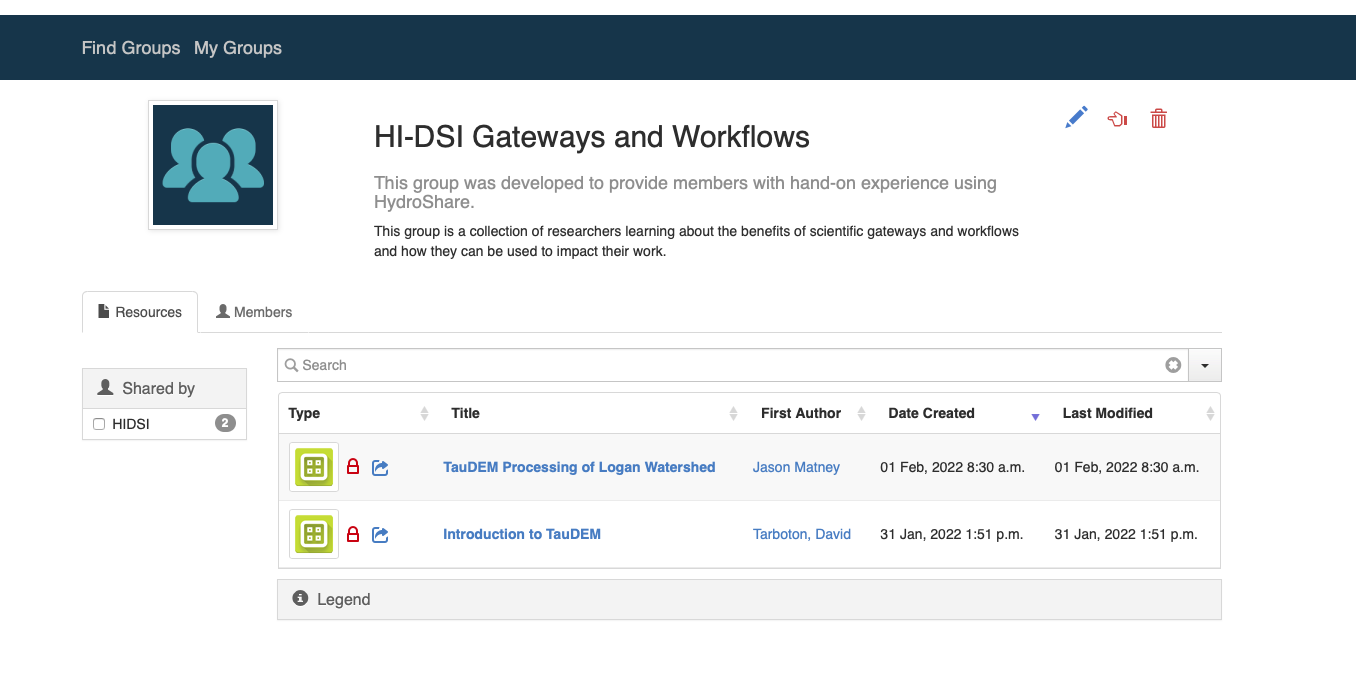 Find Groups My Groups
HI-DSI Gateways and Workflows
This group was developed to provide members with hand-on experience using
HydroShare.
This group is a collection of researchers learning about the benefits of scientific gateways and workflows
and how they can be used to impact their work.
Resources Members
Search
Shared by
HIDSI 2
Type Title First Author Date Created Last Modified
TauDEM Processing of Logan Watershed Jason Matney 01 Feb, 2022 8:30 a.m. 01 Feb, 2022 8:30 a.m.
Introduction to TauDEM Tarboton, David 31 Jan, 2022 1:51 p.m. 31 Jan, 2022 1:51 p.m.
Legend